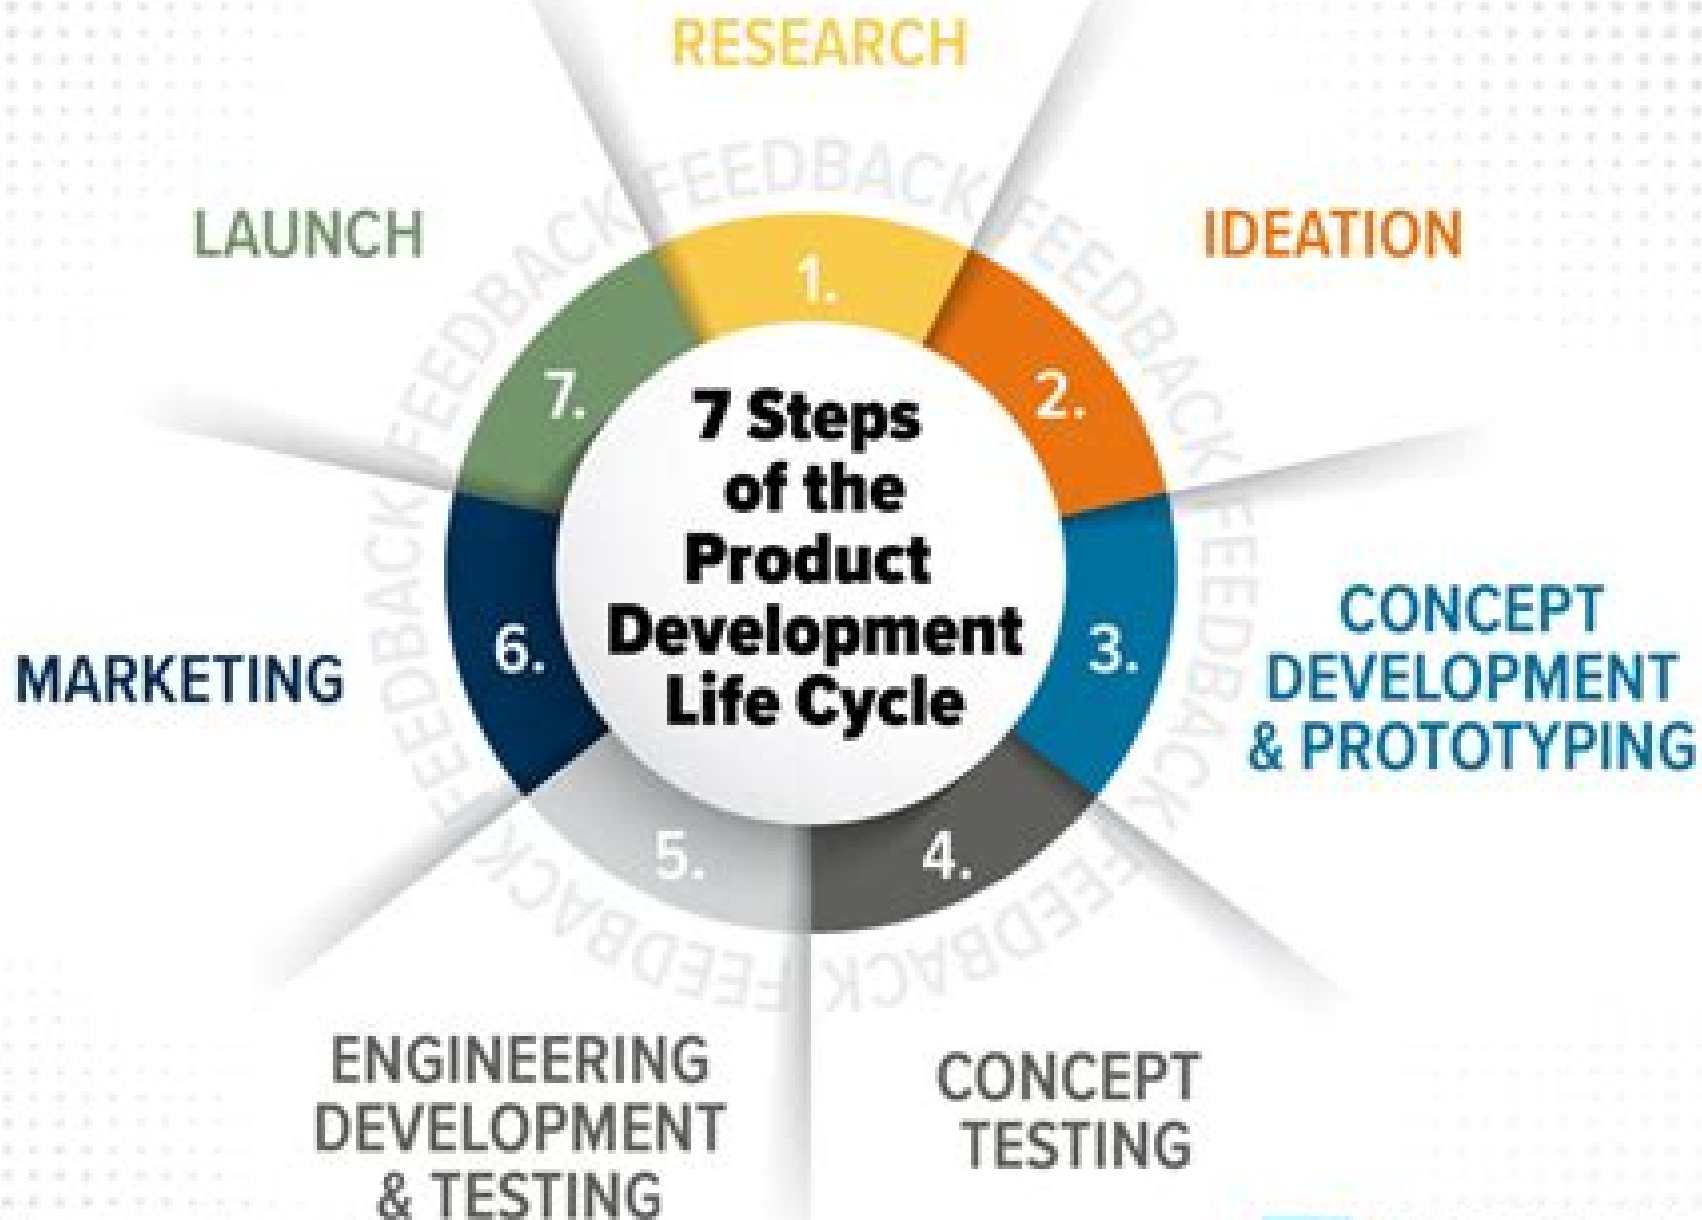 RESEARCH
FEEDBACK
FEEDBACK
FEEDBACK
FEEDBACK
FEEDBACK
FEEDBACK
FEEDBACK
LAUNCH
IDEATION
1.
2.
3.
4.
5.
6.
7.
7 Steps
of the
Product
Development
Life Cycle
CONCEPT
DEVELOPMENT
& PROTOTYPING
MARKETING
ENGINEERING
DEVELOPMENT
& TESTING
CONCEPT
TESTING